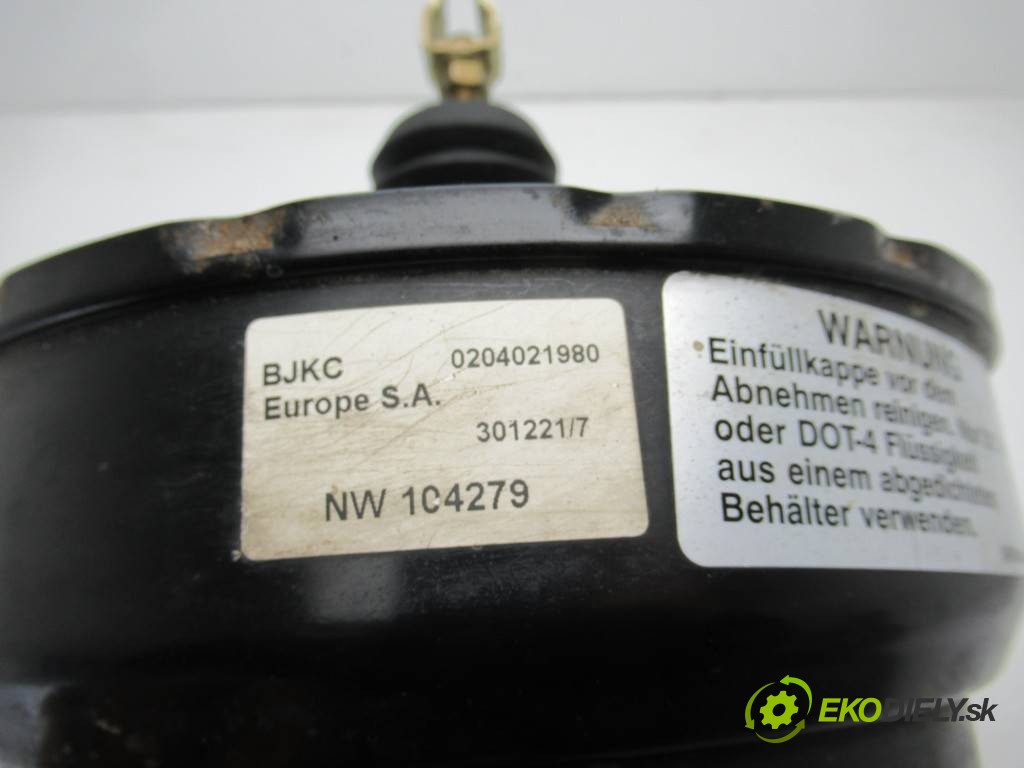 BJKC 0204021980
Europe S.A.
301221/7
NW 104279
WARNUNG
Einfüllkappe vor dem
Abnehmen reinigen.
oder DOT-4 Flüssigkeit
aus einem abgedichteten
Behälter verwenden.
EKODIELY.sk